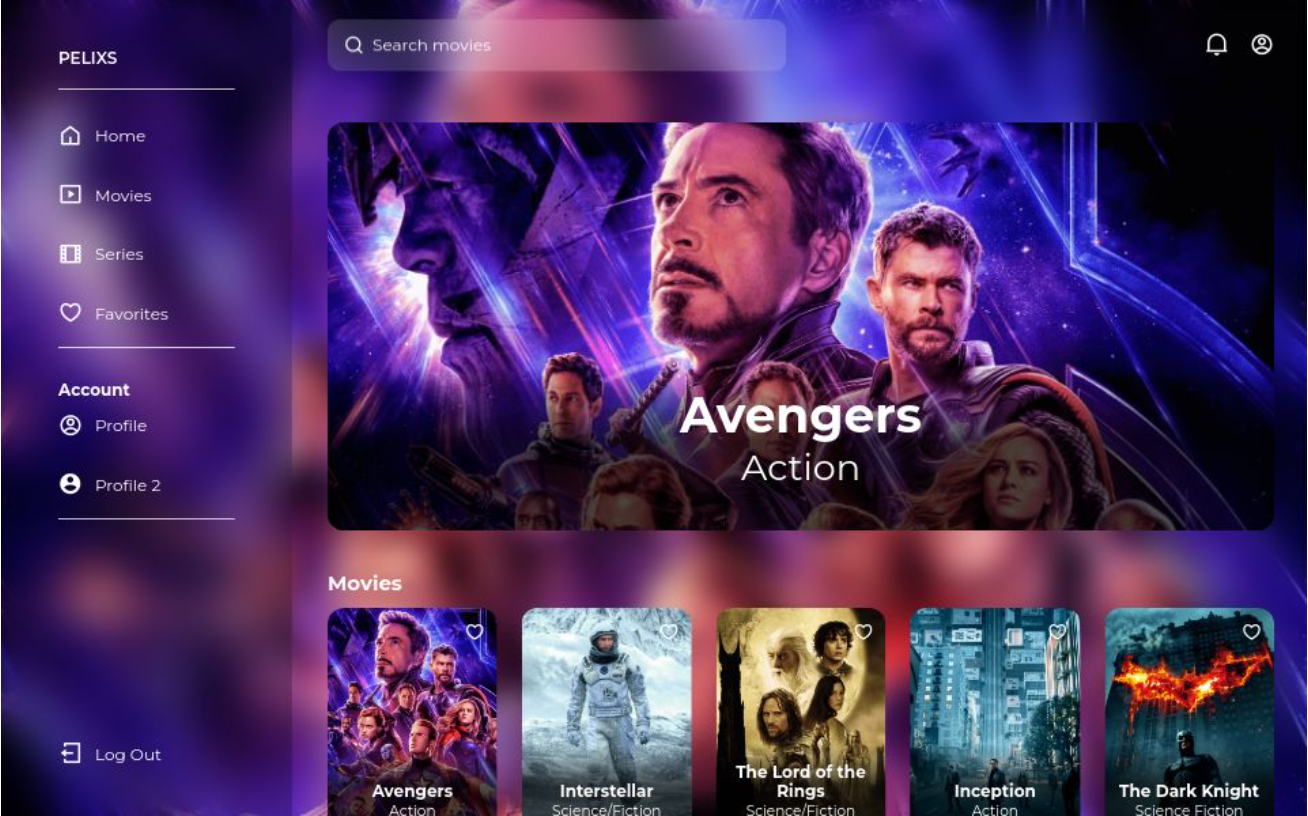 PELIXS
Home
Movies
Series
Favorites
Account
Profile
Profile 2
Log Out
Search movies
Avengers
Action
Movies
Avengers
Action
Interstellar
Science/Fiction
The Lord of the
Rings
Science/Fiction
Inception
Action
The Dark Knight
Science Fiction